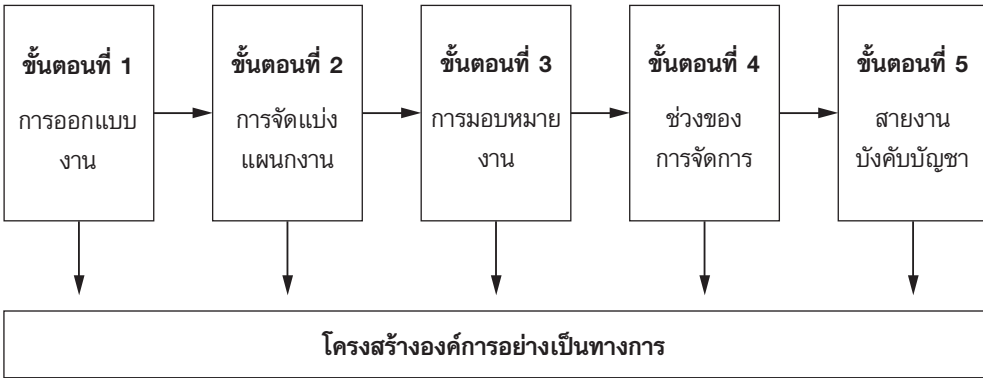 ขั้นตอนที่ 1
การออกแบบ
งาน
ขั้นตอนที่ 2
การจัดแบ่ง
แผนกงาน
ขั้นตอนที่ 3
การมอบหมาย
งาน
ขั้นตอนที่ 4
ช่วงของ
การจัดการ
ขั้นตอนที่ 5
สายงาน
บังคับบัญชา
โครงสร้างองค์การอย่างเป็นทางการ